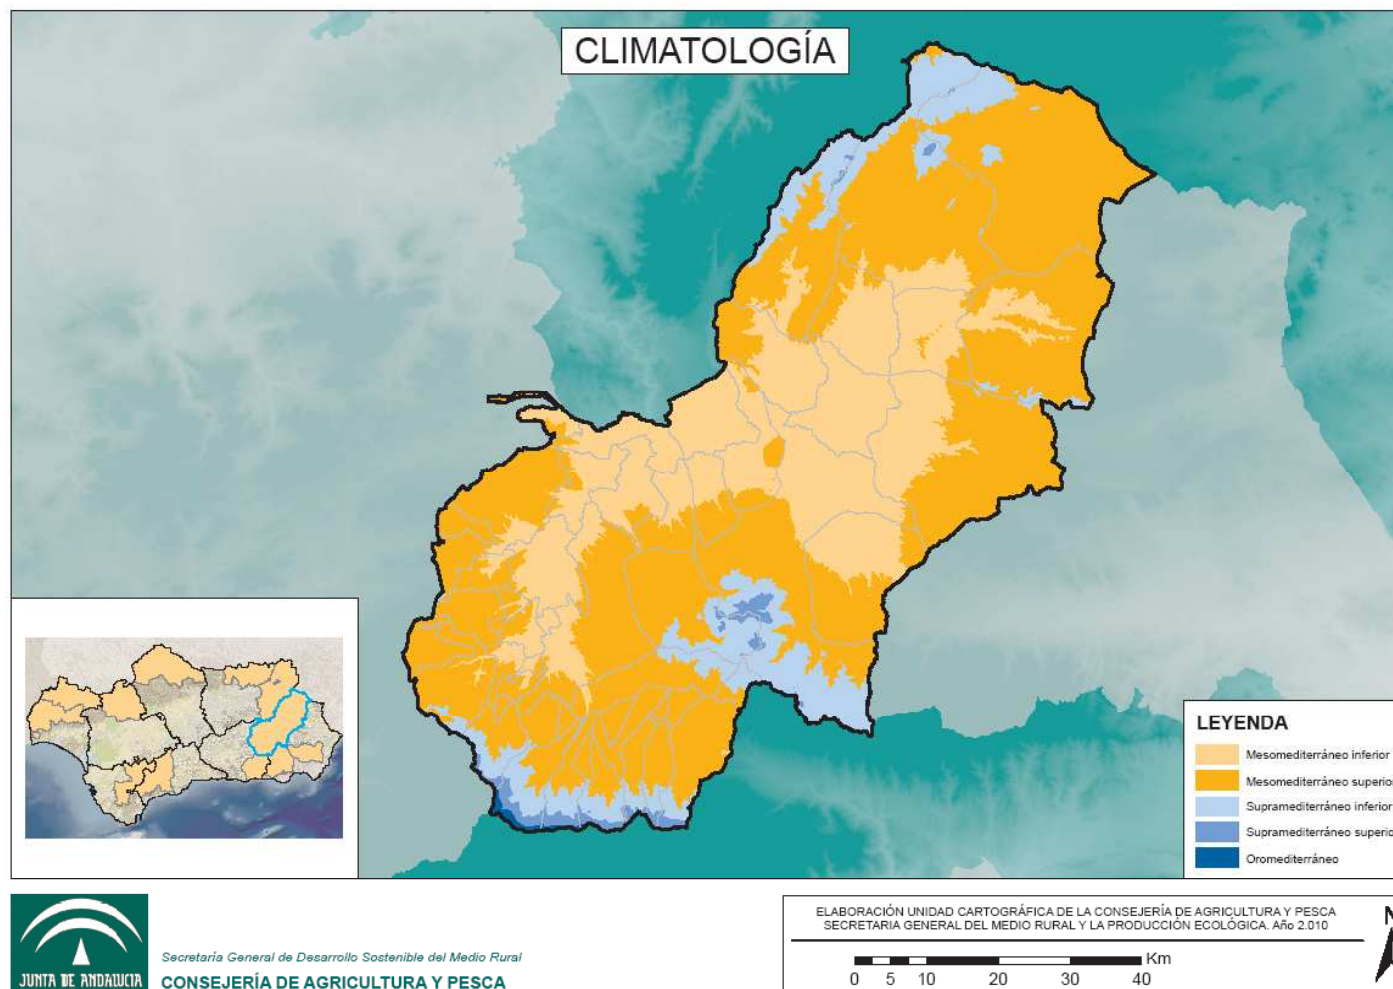 CLIMATOLOGÍA
LEYENDA
Mesomediterráneo inferior
Mesomediterráneo superior
Supramediterráneo inferior
Supramediterráneo superio
Oromediterráneo
JUNTA DE ANDALUCIA
Secretaría General de Desarrollo Sostenible del Medio Rural
CONSEJERÍA DE AGRICULTURA Y PESCA
ELABORACIÓN UNIDAD CARTOGRÁFICA DE LA CONSEJERÍA DE AGRICULTURA Y PESCA
SECRETARIA GENERAL DEL MEDIO RURAL Y LA PRODUCCIÓN ECOLÓGICA. Año 2.010
Km
0 5 10 20 30 40
N